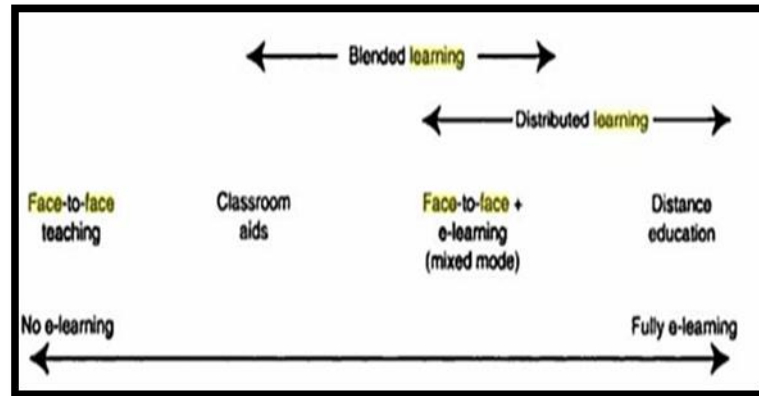 Blended learning
Distributed learning
Face-to-face
teaching
Classroom
aids
Face-to-face +
e-learning
(mixed mode)
Distance
education
No e-learning
Fully e-learning